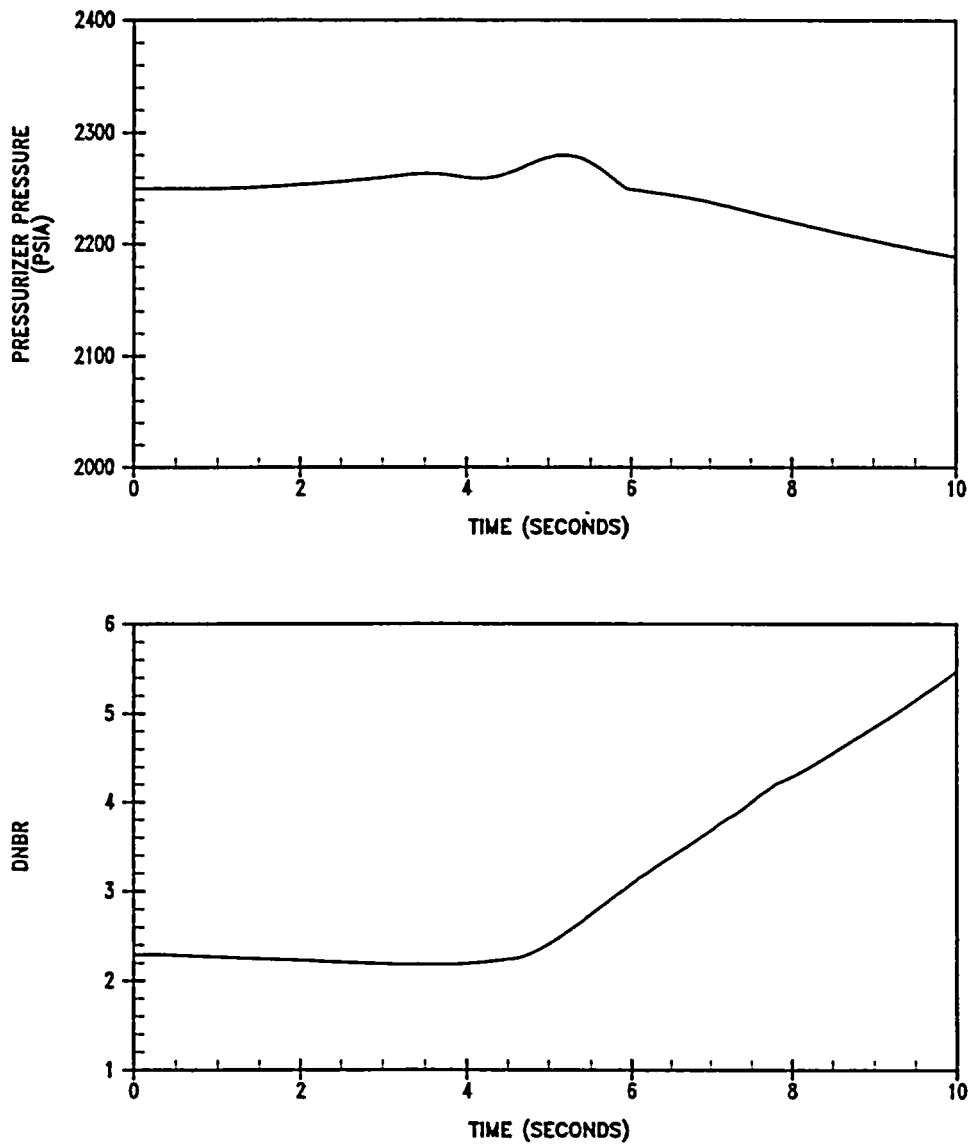 2400
2300
2200
2100
2000
PRESSURIZER PRESSURE
(PSIA)
0 2 4 6 8 10
TIME (SECONDS)
6
5
4
3
2
1
DNBR
0 2 4 6 8 10
TIME (SECONDS)